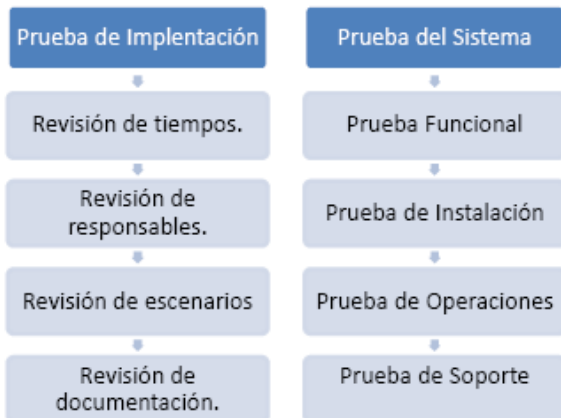 Prueba de Implentación
Revisión de tiempos.
Revisión de
responsables.
Revisión de escenarios
Revisión de
documentación.
Prueba del Sistema
Prueba Funcional
Prueba de Instalación
Prueba de Operaciones
Prueba de Soporte